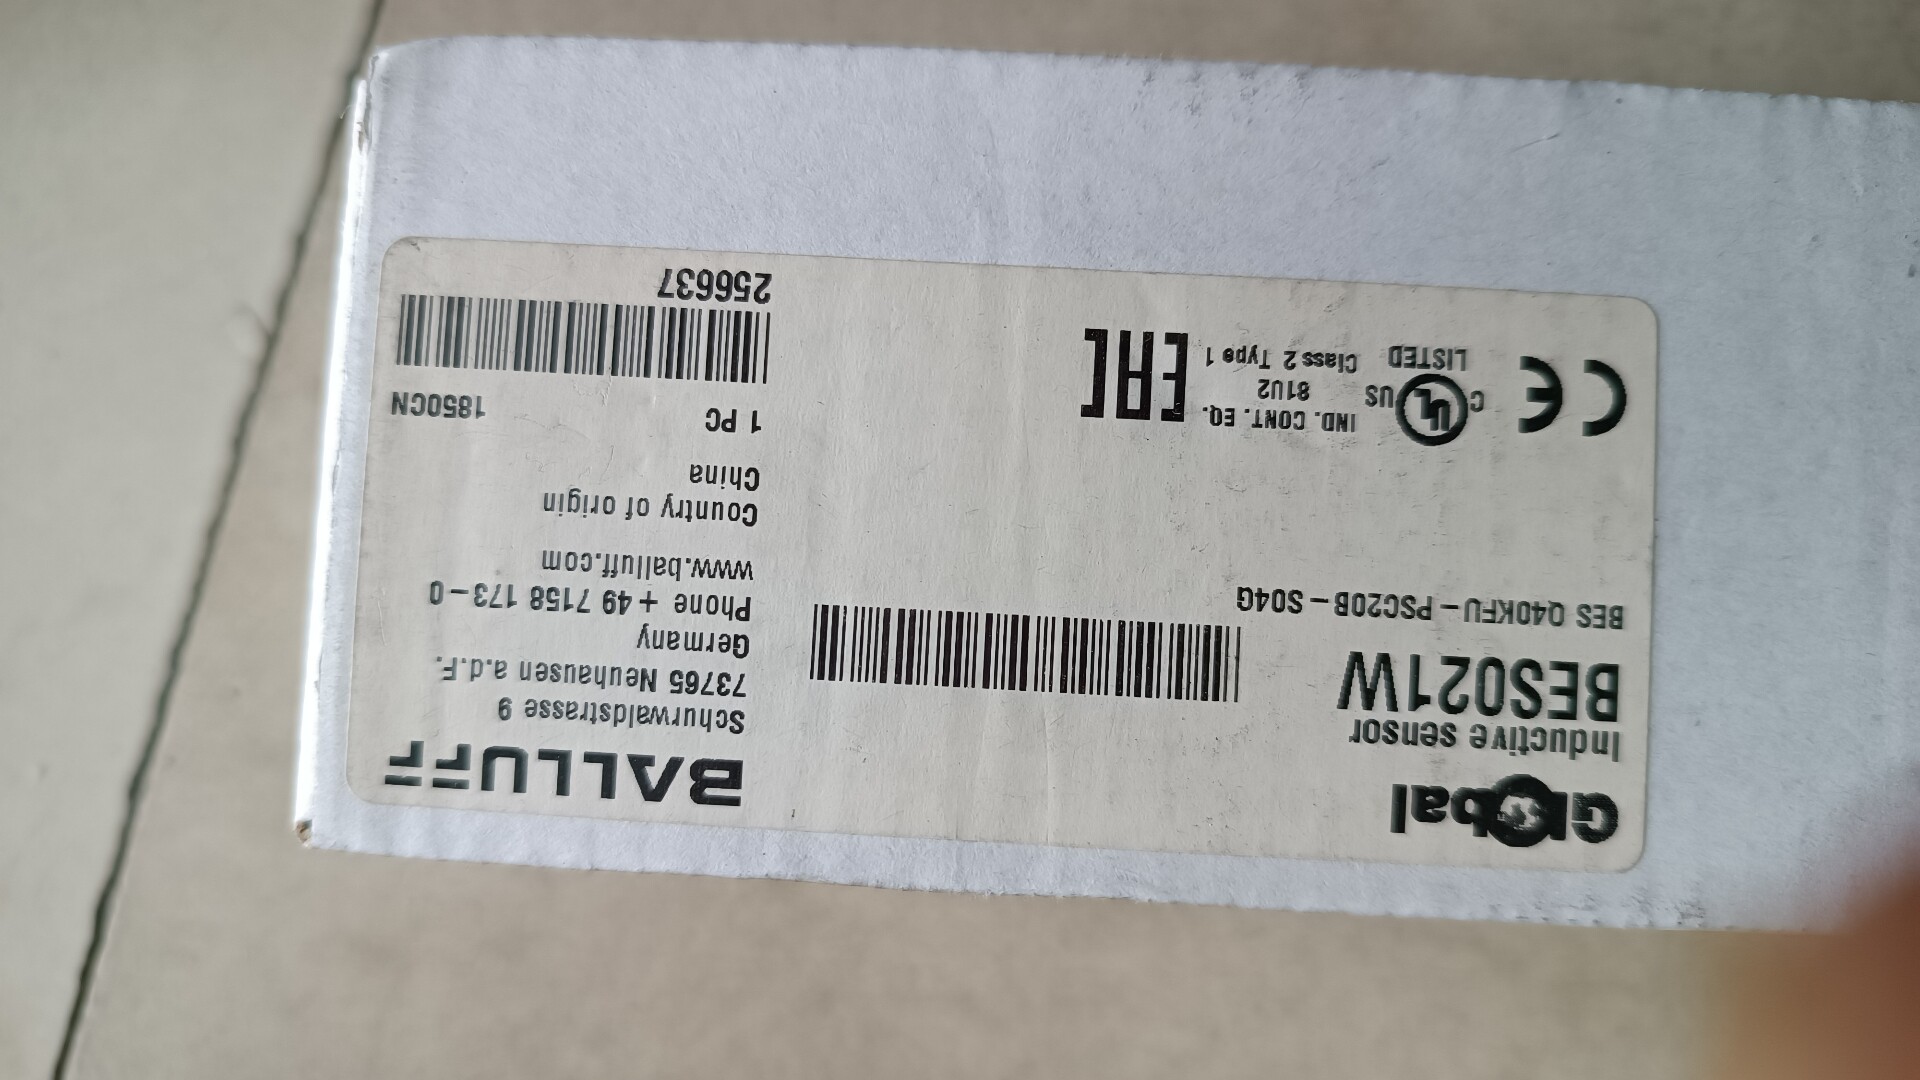 Global
Inductive sensor
BES021W
BES Q40KFU-PSC20B-S04G
CE
C UL US
LISTED
IND. CONT. EQ.
81U2
Class 2 Type 1
EAC
BALLUFF
Schurwaldstrasse 9
73765 Neuhausen a.d.F.
Germany
Phone + 49 7158 173-0
www.balluff.com
Country of origin
China
1 PC
1850CN
256637